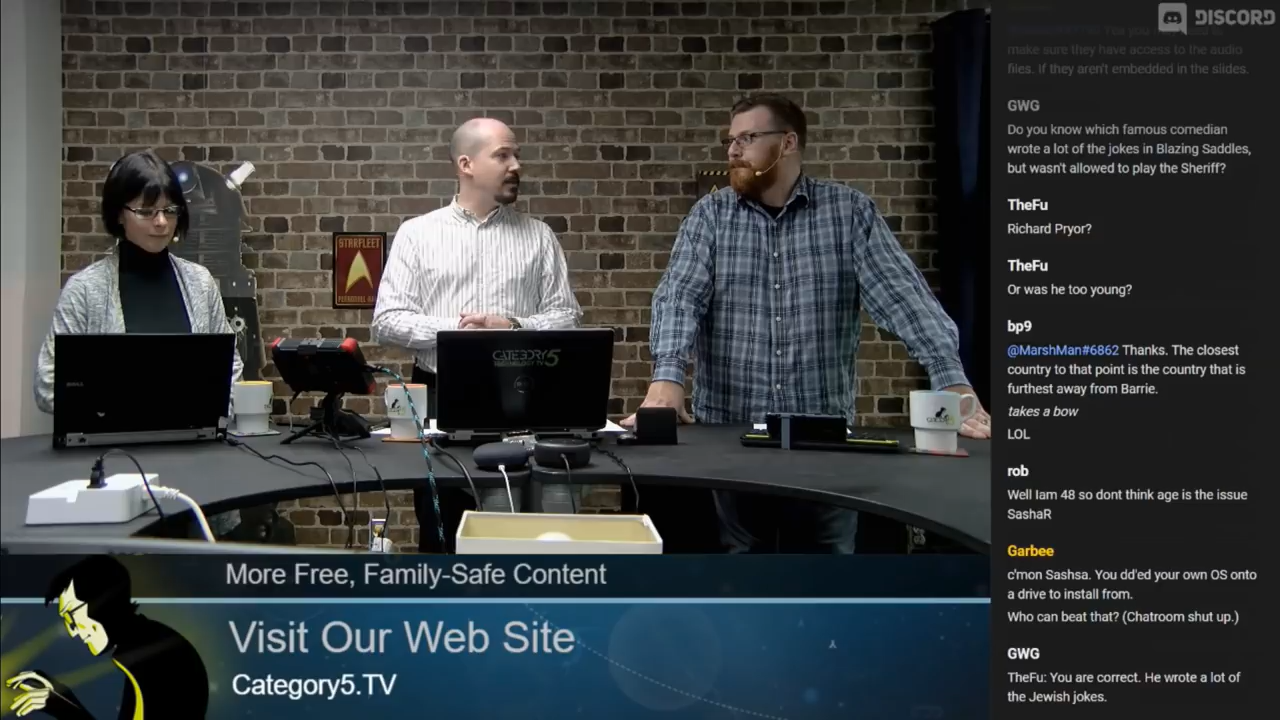 DISCORD
make sure they have access to the audio
files. If they aren't embedded in the slides.
GWG
Do you know which famous comedian
wrote a lot of the jokes in Blazing Saddles,
but wasn't allowed to play the Sheriff?
TheFu
Richard Pryor?
TheFu
Or was he too young?
bp9
@MarshMan#6862 Thanks. The closest
country to that point is the country that is
furthest away from Barrie.
takes a bow
LOL
rob
Well Iam 48 so dont think age is the issue
SashaR
Garbee
c'mon Sashsa. You dd'ed your own OS onto
a drive to install from.
Who can beat that? (Chatroom shut up.)
GWG
TheFu: You are correct. He wrote a lot of
the Jewish jokes.
STARFLEET
CATEGORY5
DELL
More Free, Family-Safe Content
Visit Our Web Site
Category5.TV